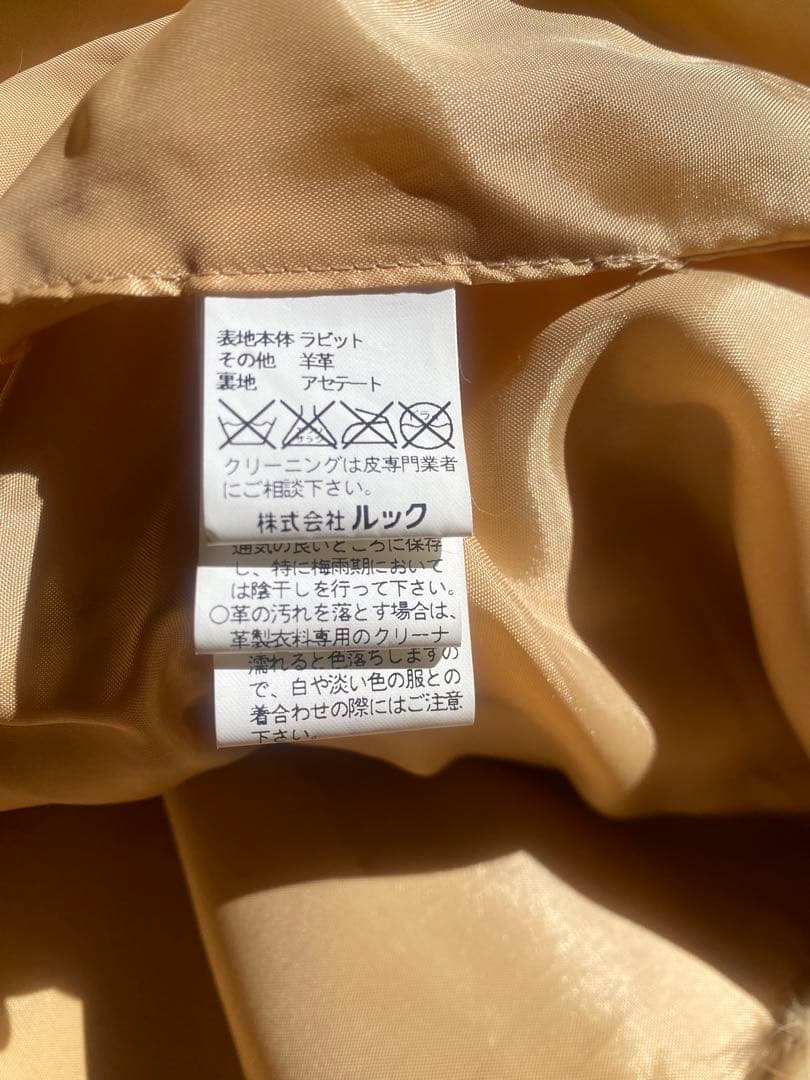 表地本体 ラビット
その他 羊革
裏地 アセテート
クリーニングは皮専門業者
にご相談下さい。
株式会社 ルック
通気の良いところに保存
し、特に梅雨期において
は陰干しを行って下さい。
○革の汚れを落とす場合は、
革製衣料専用のクリーナ
濡れると色落ちしますの
で、白や淡い色の服との
着合わせの際にはご注意
下さい。